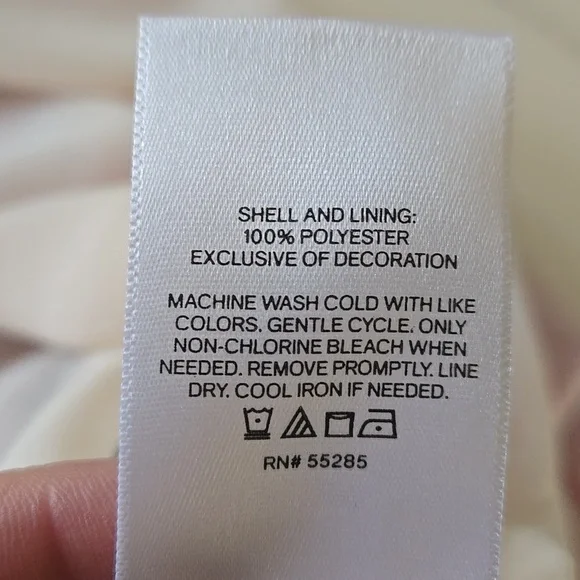 SHELL AND LINING:
100% POLYESTER
EXCLUSIVE OF DECORATION
MACHINE WASH COLD WITH LIKE
COLORS. GENTLE CYCLE. ONLY
NON-CHLORINE BLEACH WHEN
NEEDED. REMOVE PROMPTLY. LINE
DRY. COOL IRON IF NEEDED.
RN# 55285